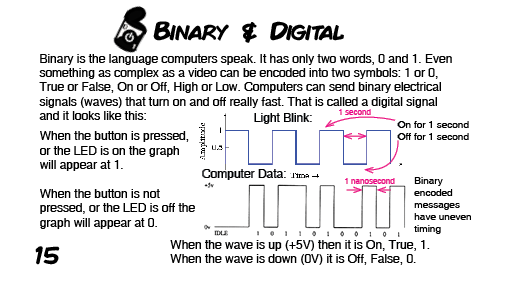 Binary & Digital
Binary is the language computers speak. It has only two words, 0 and 1. Even
something as complex as a video can be encoded into two symbols: 1 or 0,
True or False, On or Off, High or Low. Computers can send binary electrical
signals (waves) that turn on and off really fast. That is called a digital signal
and it looks like this:
Light Blink:
1 second
On for 1 second
Off for 1 second
When the button is pressed,
or the LED is on the graph
will appear at 1.
Amplitude
1
0.5
Time →
Computer Data:
+5v
1 nanosecond
Binary
encoded
messages
have uneven
timing
When the button is not
pressed, or the LED is off the
graph will appear at 0.
0v
IDLE 1 0 1 1 0 1 0 0 1 0 1
When the wave is up (+5V) then it is On, True, 1.
When the wave is down (0V) it is Off, False, 0.
15